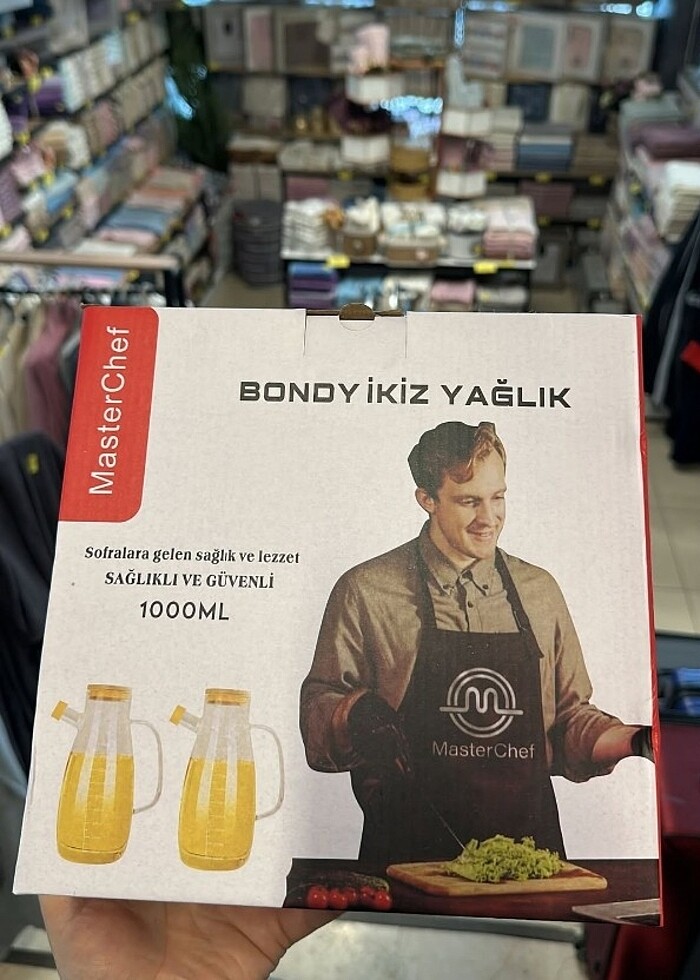 MasterChef
BONDY İKİZ YAĞLIK
Sofralara gelen sağlık ve lezzet
SAĞLIKLI VE GÜVENLİ
1000ML
MasterChef